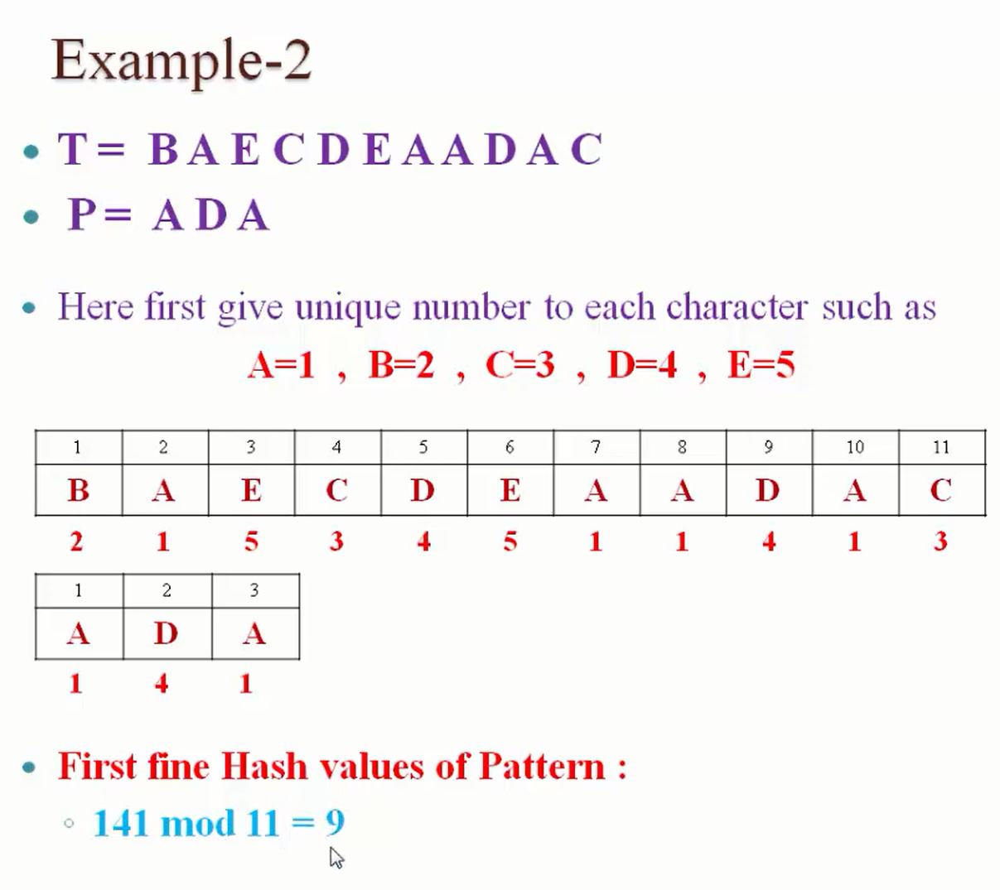 Example-2
T= B A E C D E A A D A C
P= A D A
Here first give unique number to each character such as
A=1 , B=2 , C=3 , D=4 , E=5
1 2 3 4 5 6 7 8 9 10 11
B A E C D E A A D A C
2 1 5 3 4 5 1 1 4 1 3
1 2 3
A D A
1 4 1
First fine Hash values of Pattern :
141 mod 11 = 9